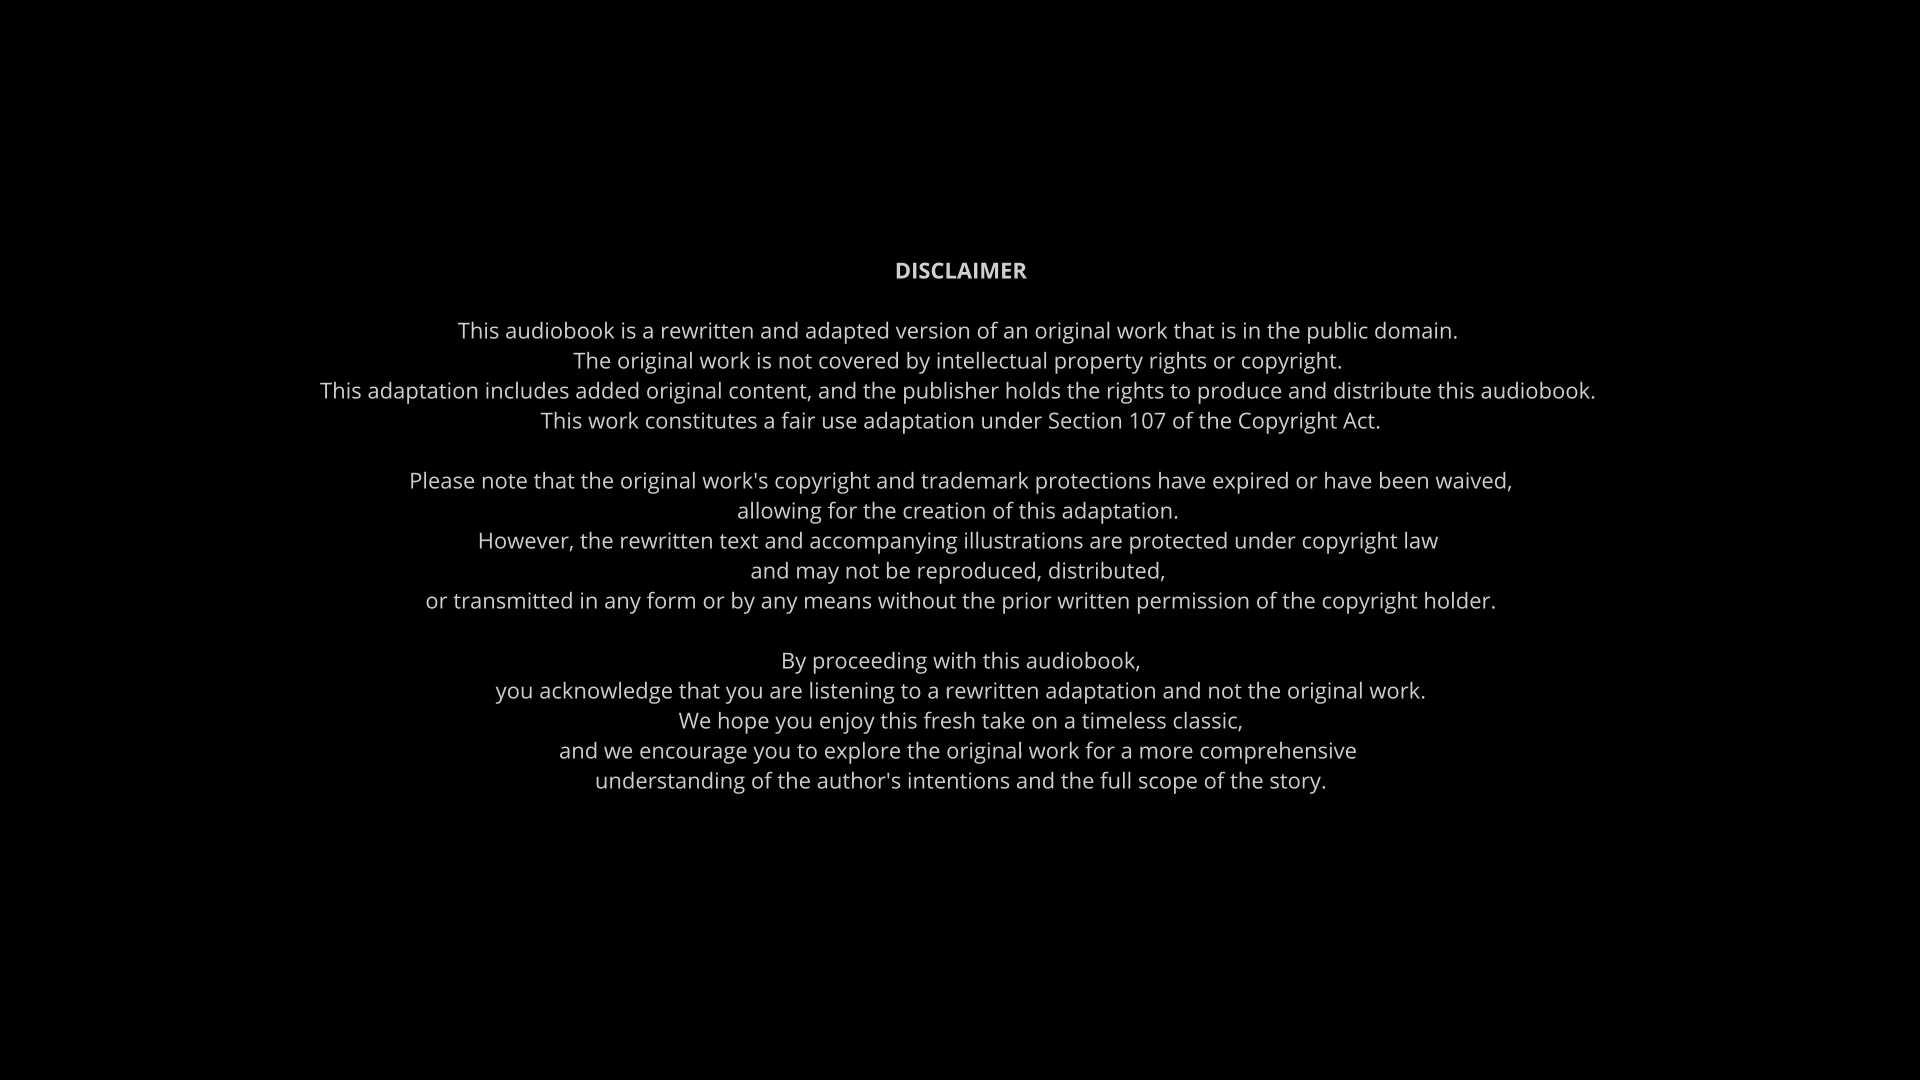 DISCLAIMER
This audiobook is a rewritten and adapted version of an original work that is in the public domain.
The original work is not covered by intellectual property rights or copyright.
This adaptation includes added original content, and the publisher holds the rights to produce and distribute this audiobook.
This work constitutes a fair use adaptation under Section 107 of the Copyright Act.
Please note that the original work's copyright and trademark protections have expired or have been waived,
allowing for the creation of this adaptation.
However, the rewritten text and accompanying illustrations are protected under copyright law
and may not be reproduced, distributed,
or transmitted in any form or by any means without the prior written permission of the copyright holder.
By proceeding with this audiobook,
you acknowledge that you are listening to a rewritten adaptation and not the original work.
We hope you enjoy this fresh take on a timeless classic,
and we encourage you to explore the original work for a more comprehensive
understanding of the author's intentions and the full scope of the story.